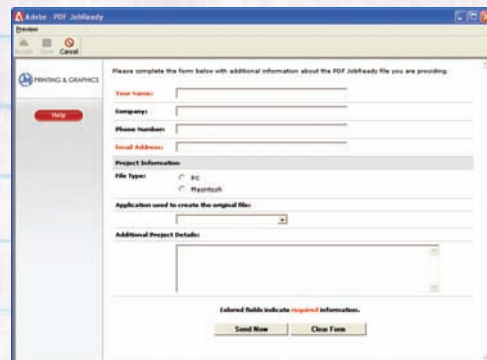 Adobe - PDF JobReady
Preview
Save
Cancel
PRINTING & GRAPHICS
Help
Please complete the form below with additional information about the PDF JobReady file you are providing.
Your Name:
Company:
Phone Number:
Email Address:
Project Information
File Type:
PC
Macintosh
Application used to create the original file:
Additional Project Details:
Colored fields indicate required information.
Send Now
Clear Form